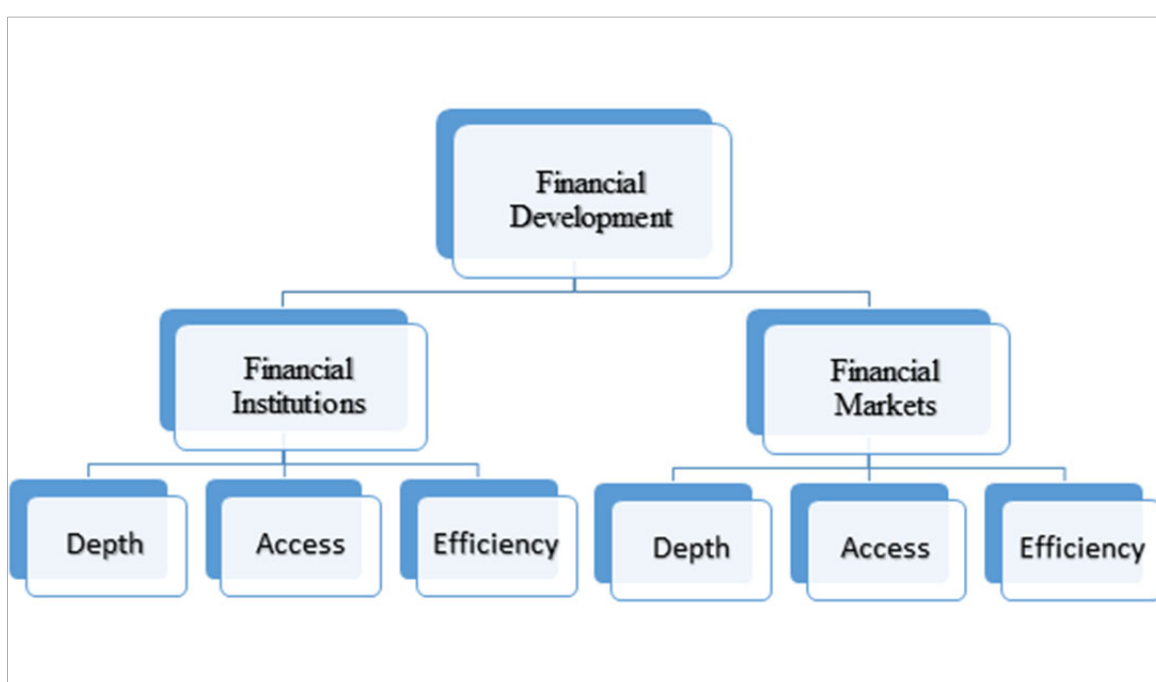 Financial
Development
Financial
Institutions
Financial
Markets
Depth
Access
Efficiency
Depth
Access
Efficiency